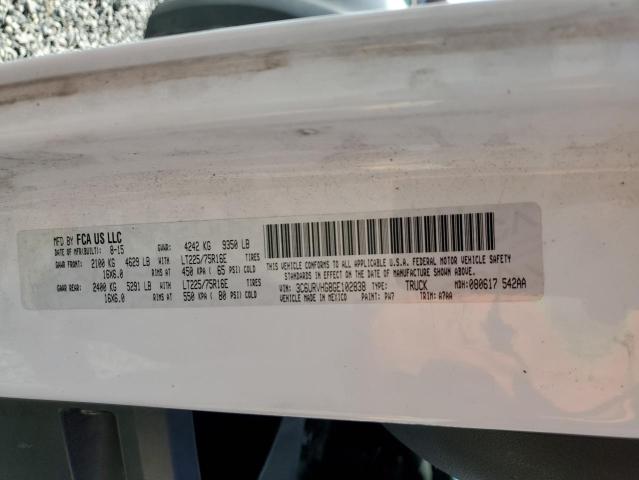 MFD BY FCA US LLC
DATE OF MFR(BUILT): 8-15 GVWR: 4242 KG 9350 LB
GAWR FRONT: 2100 KG 4629 LB WITH LT225/75R16E TIRES
16X6.0 RIMS AT 450 KPA ( 65 PSI) COLD
GAWR REAR: 2400 KG 5291 LB WITH LT225/75R16E TIRES
16X6.0 RIMS AT 550 KPA ( 80 PSI) COLD
THIS VEHICLE CONFORMS TO ALL APPLICABLE U.S.A. FEDERAL MOTOR VEHICLE SAFETY
STANDARDS IN EFFECT ON THE DATE OF MANUFACTURE SHOWN ABOVE.
VIN: 3C6URVHG8GE102838 TYPE: TRUCK MDH: 080617 542AA
VEHICLE MADE IN MEXICO PAINT: PW7 TRIM: A7AA